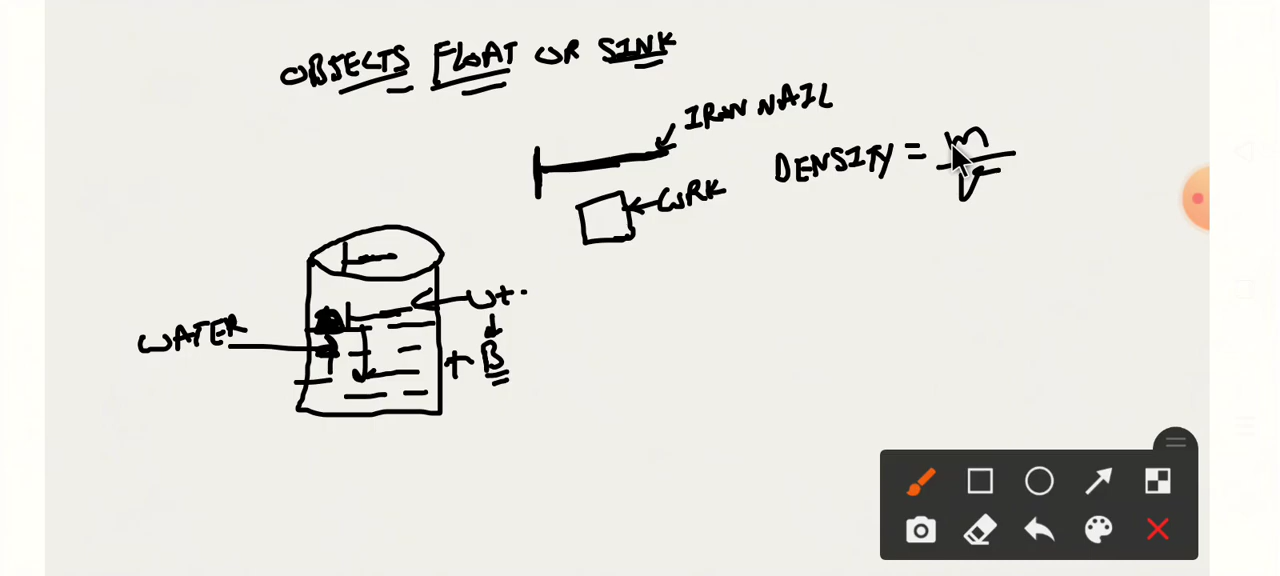 OBJECTS FLOAT OR SINK
IRON NAIL
DENSITY = m/V
CORK
wt.
WATER
↑ B